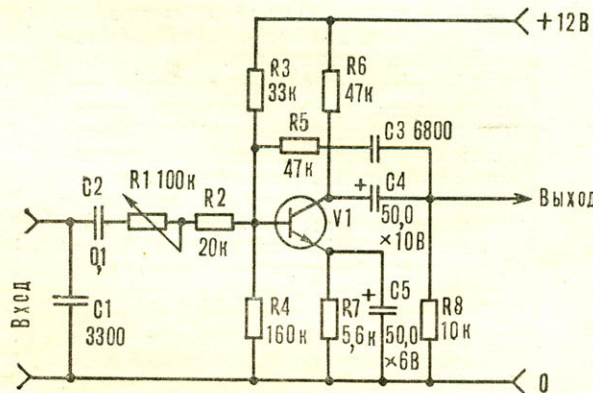 +12В
R3
33к
R6
47к
R5
47к
C3 6800
C2
R1 100к
R2
20к
0,1
V1
+
C4
50,0
×10В
Выход
Вход
C1
3300
R4
160к
R7
5,6к
+
C5
50,0
×6В
R8
10к
0